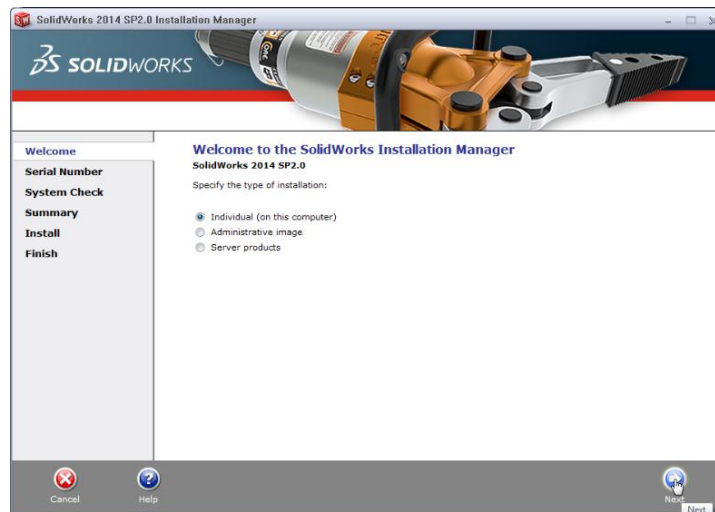 SolidWorks 2014 SP2.0 Installation Manager
SOLIDWORKS
Welcome
Serial Number
System Check
Summary
Install
Finish
Welcome to the SolidWorks Installation Manager
SolidWorks 2014 SP2.0
Specify the type of installation:
Individual (on this computer)
Administrative image
Server products
Cancel
Help
Next
Next